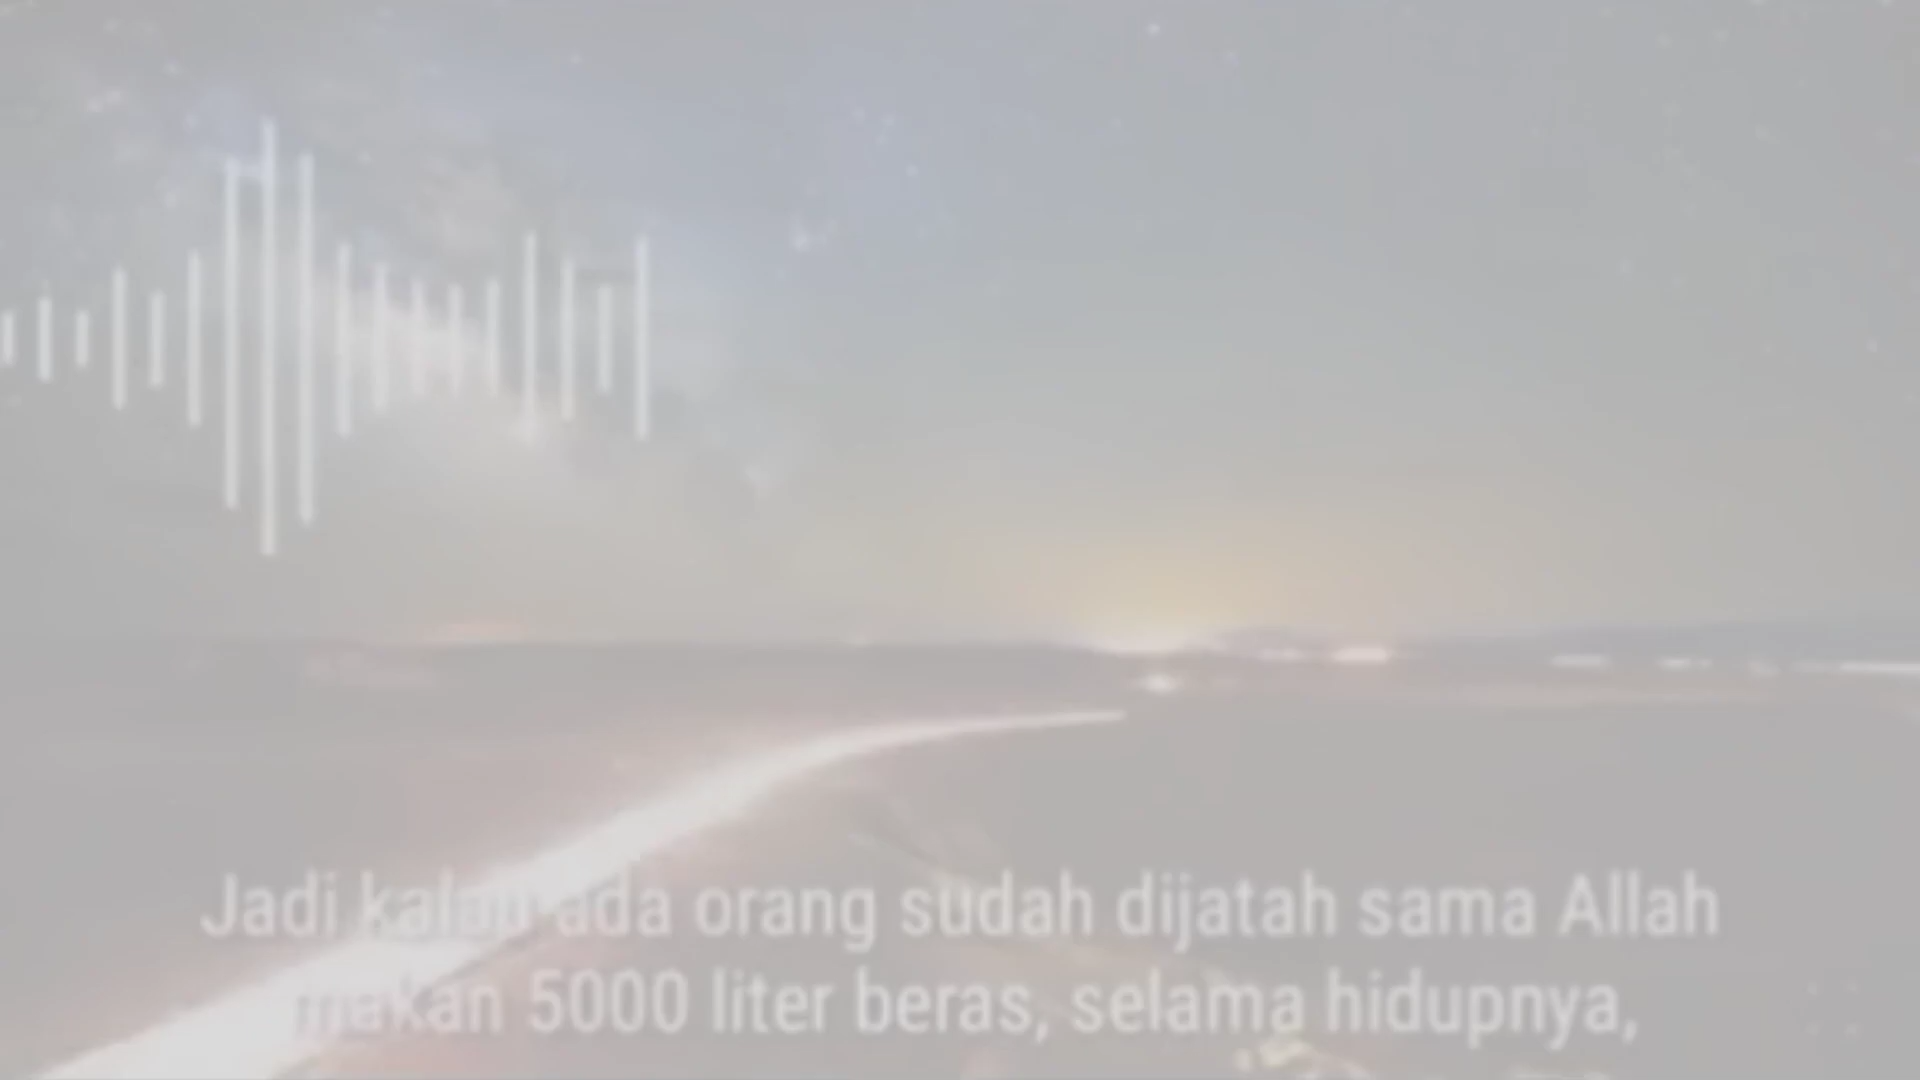 Jadi kalau ada orang sudah dijatah sama Allah
makan 5000 liter beras, selama hidupnya,